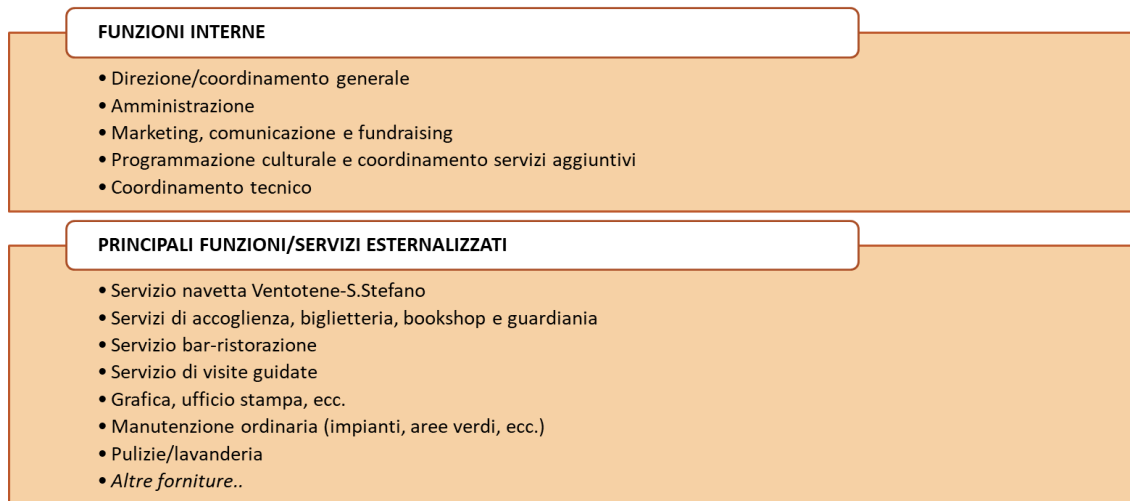 FUNZIONI INTERNE
• Direzione/coordinamento generale
• Amministrazione
• Marketing, comunicazione e fundraising
• Programmazione culturale e coordinamento servizi aggiuntivi
• Coordinamento tecnico
PRINCIPALI FUNZIONI/SERVIZI ESTERNALIZZATI
• Servizio navetta Ventotene-S.Stefano
• Servizi di accoglienza, biglietteria, bookshop e guardiania
• Servizio bar-ristorazione
• Servizio di visite guidate
• Grafica, ufficio stampa, ecc.
• Manutenzione ordinaria (impianti, aree verdi, ecc.)
• Pulizie/lavanderia
• Altre forniture..